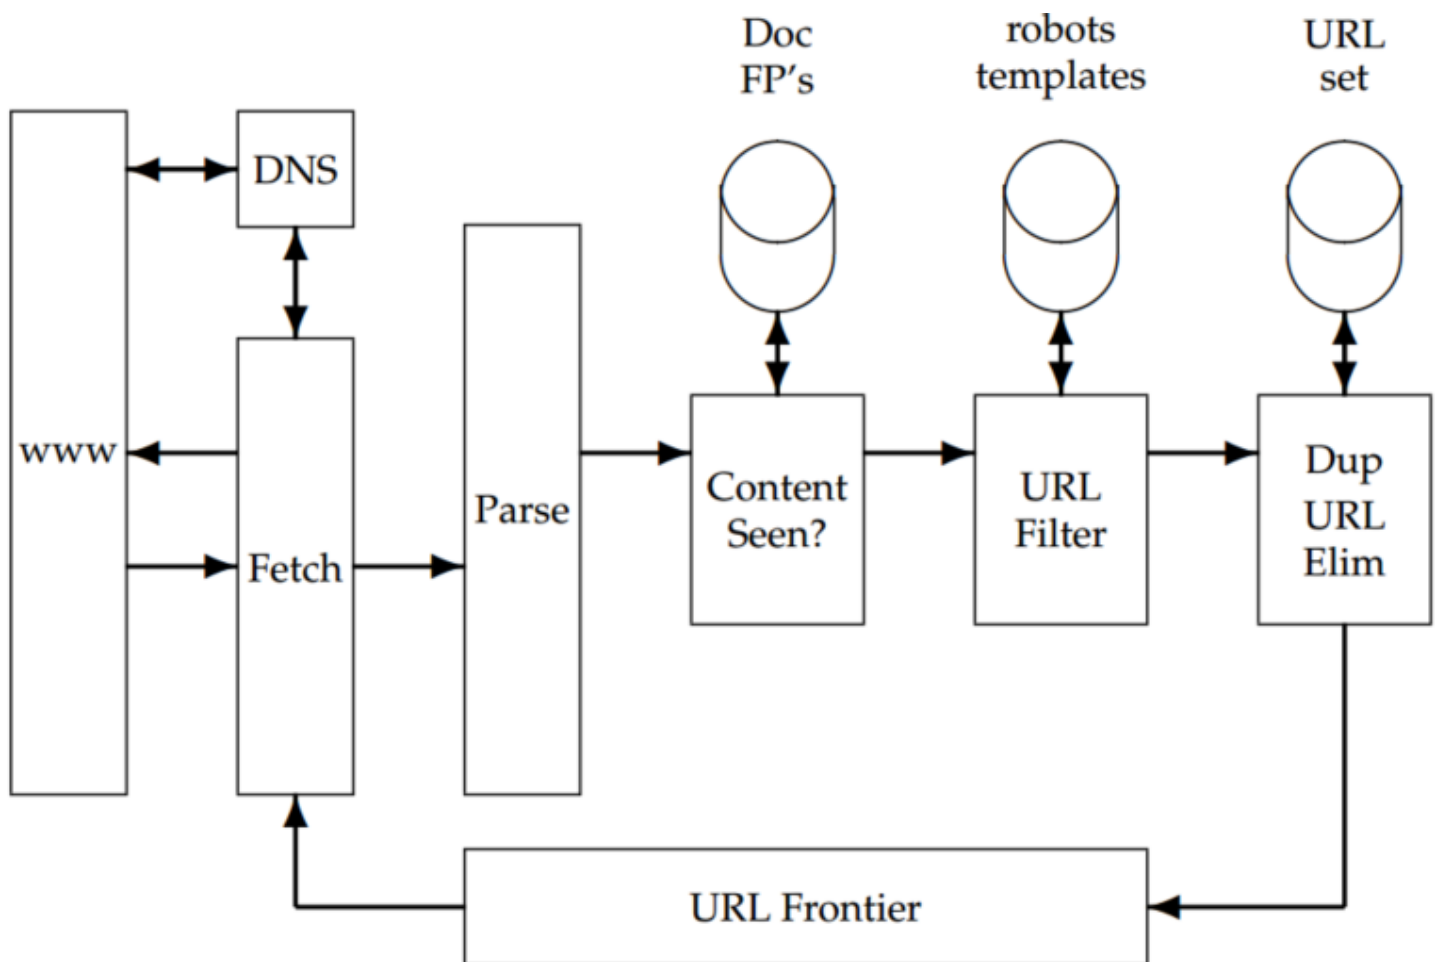 Doc
FP's
robots
templates
URL
set
DNS
www
Fetch
Parse
Content
Seen?
URL
Filter
Dup
URL
Elim
URL Frontier